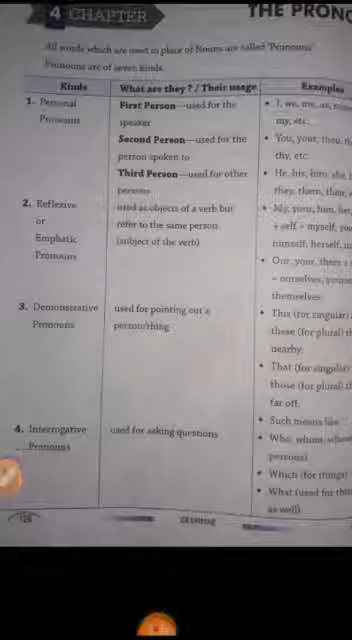 4 CHAPTER
THE PRONO
All words which are used in place of Nouns are called 'Pronouns'
Pronouns are of seven kinds.
Kinds
What are they ? / Their usage
Examples
1. Personal
Pronouns
First Person—used for the
speaker
Second Person—used for the
person spoken to
Third Person—used for other
persons
• I, we, me, us,
my, etc.
• You, your, thou,
thy, etc.
• He, his, him, she,
they, them, their,
2. Reflexive
or
Emphatic
Pronouns
used as objects of a verb but
refer to the same person
(subject of the verb)
• My, your, him, her,
+ self = myself,
himself, herself,
• Our, your, them +
= ourselves,
themselves.
3. Demonstrative
Pronouns
used for pointing out a
person/thing
• This (for singular)
these (for plural)
nearby.
• That (for singular)
those (for plural)
far off.
• Such means like
4. Interrogative
Pronouns
used for asking questions
• Who, whom,
persons)
• Which (for things)
• What (used for
as well)